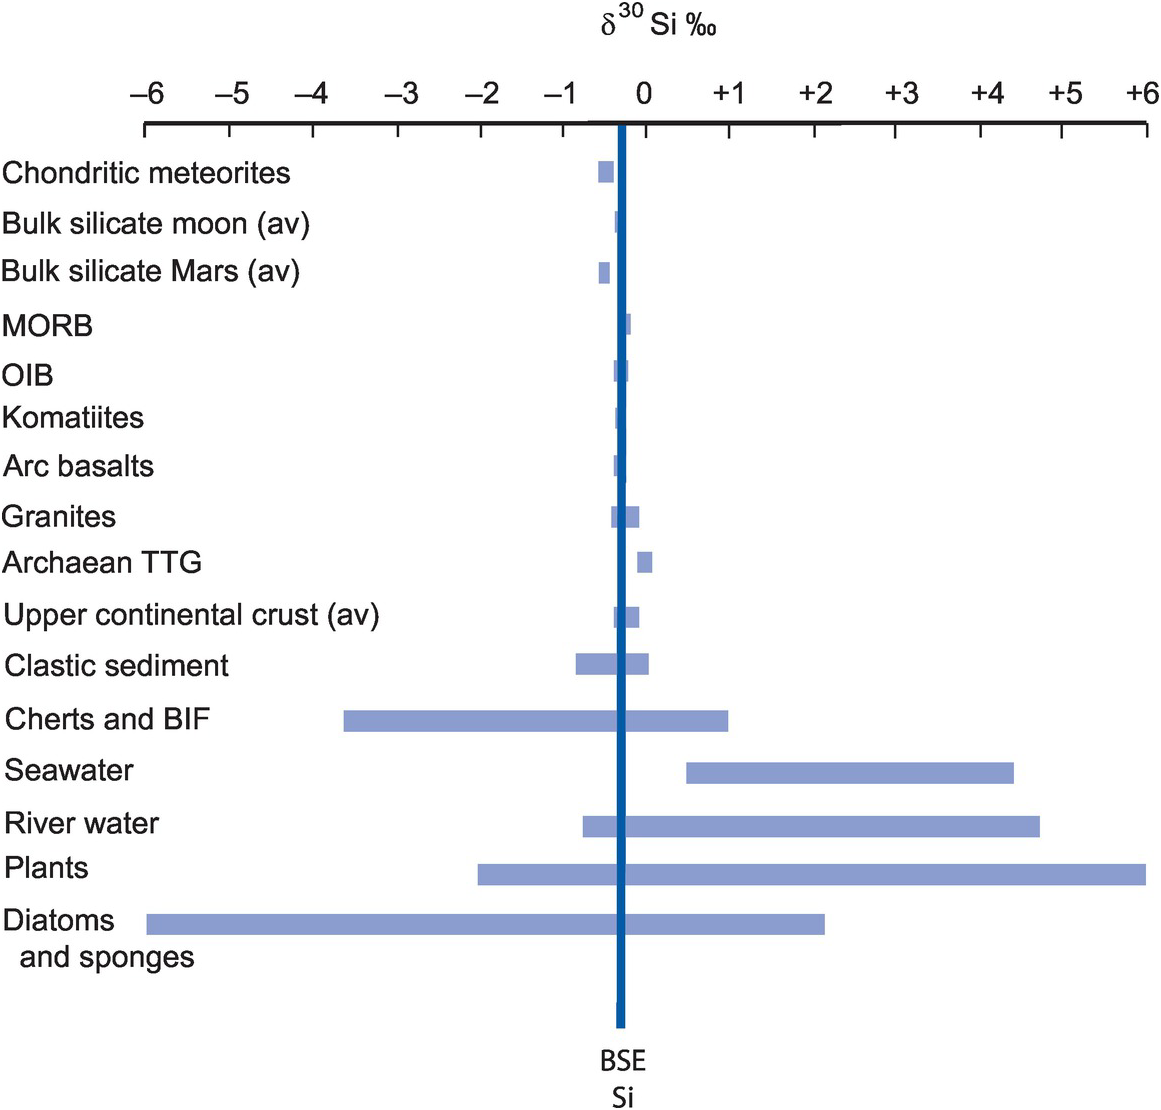 δ³⁰ Si ‰
–6 –5 –4 –3 –2 –1 0 +1 +2 +3 +4 +5 +6
Chondritic meteorites
Bulk silicate moon (av)
Bulk silicate Mars (av)
MORB
OIB
Komatiites
Arc basalts
Granites
Archaean TTG
Upper continental crust (av)
Clastic sediment
Cherts and BIF
Seawater
River water
Plants
Diatoms
and sponges
BSE
Si